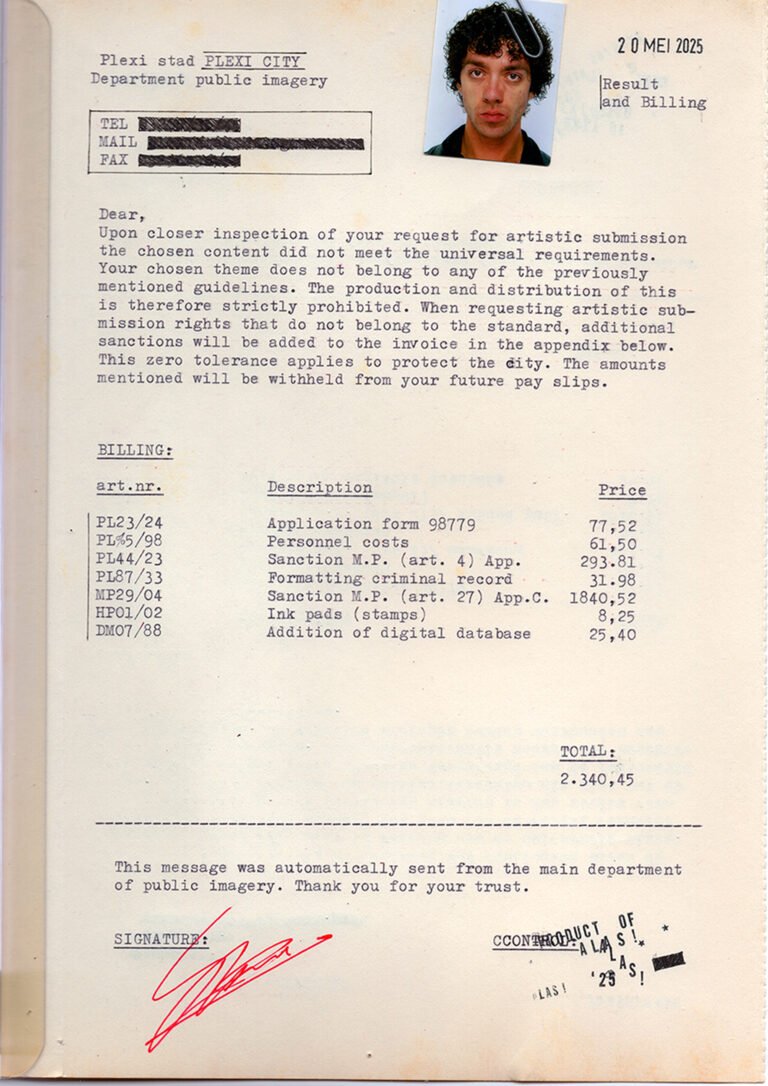 Plexi stad PLEXI CITY
Department public imagery
20 MEI 2025
Result
and Billing
TEL
MAIL
FAX
Dear,
Upon closer inspection of your request for artistic submission
the chosen content did not meet the universal requirements.
Your chosen theme does not belong to any of the previously
mentioned guidelines. The production and distribution of this
is therefore strictly prohibited. When requesting artistic sub-
mission rights that do not belong to the standard, additional
sanctions will be added to the invoice in the appendix below.
This zero tolerance applies to protect the city. The amounts
mentioned will be withheld from your future pay slips.
BILLING:
art.nr. Description Price
PL23/24 Application form 98779 77,52
PL%5/98 Personnel costs 61,50
PL44/23 Sanction M.P. (art. 4) App. 293.81
PL87/33 Formatting criminal record 31.98
MP29/04 Sanction M.P. (art. 27) App.C. 1840,52
HP01/02 Ink pads (stamps) 8,25
DM07/88 Addition of digital database 25,40
TOTAL:
2.340,45
This message was automatically sent from the main department
of public imagery. Thank you for your trust.
SIGNATURE:
PRODUCT OF
ALAS! *
ALAS!
'25
LAS!